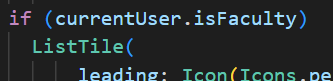 if (currentUser.isFaculty)
ListTile(
leading: Icon(Icons.pe